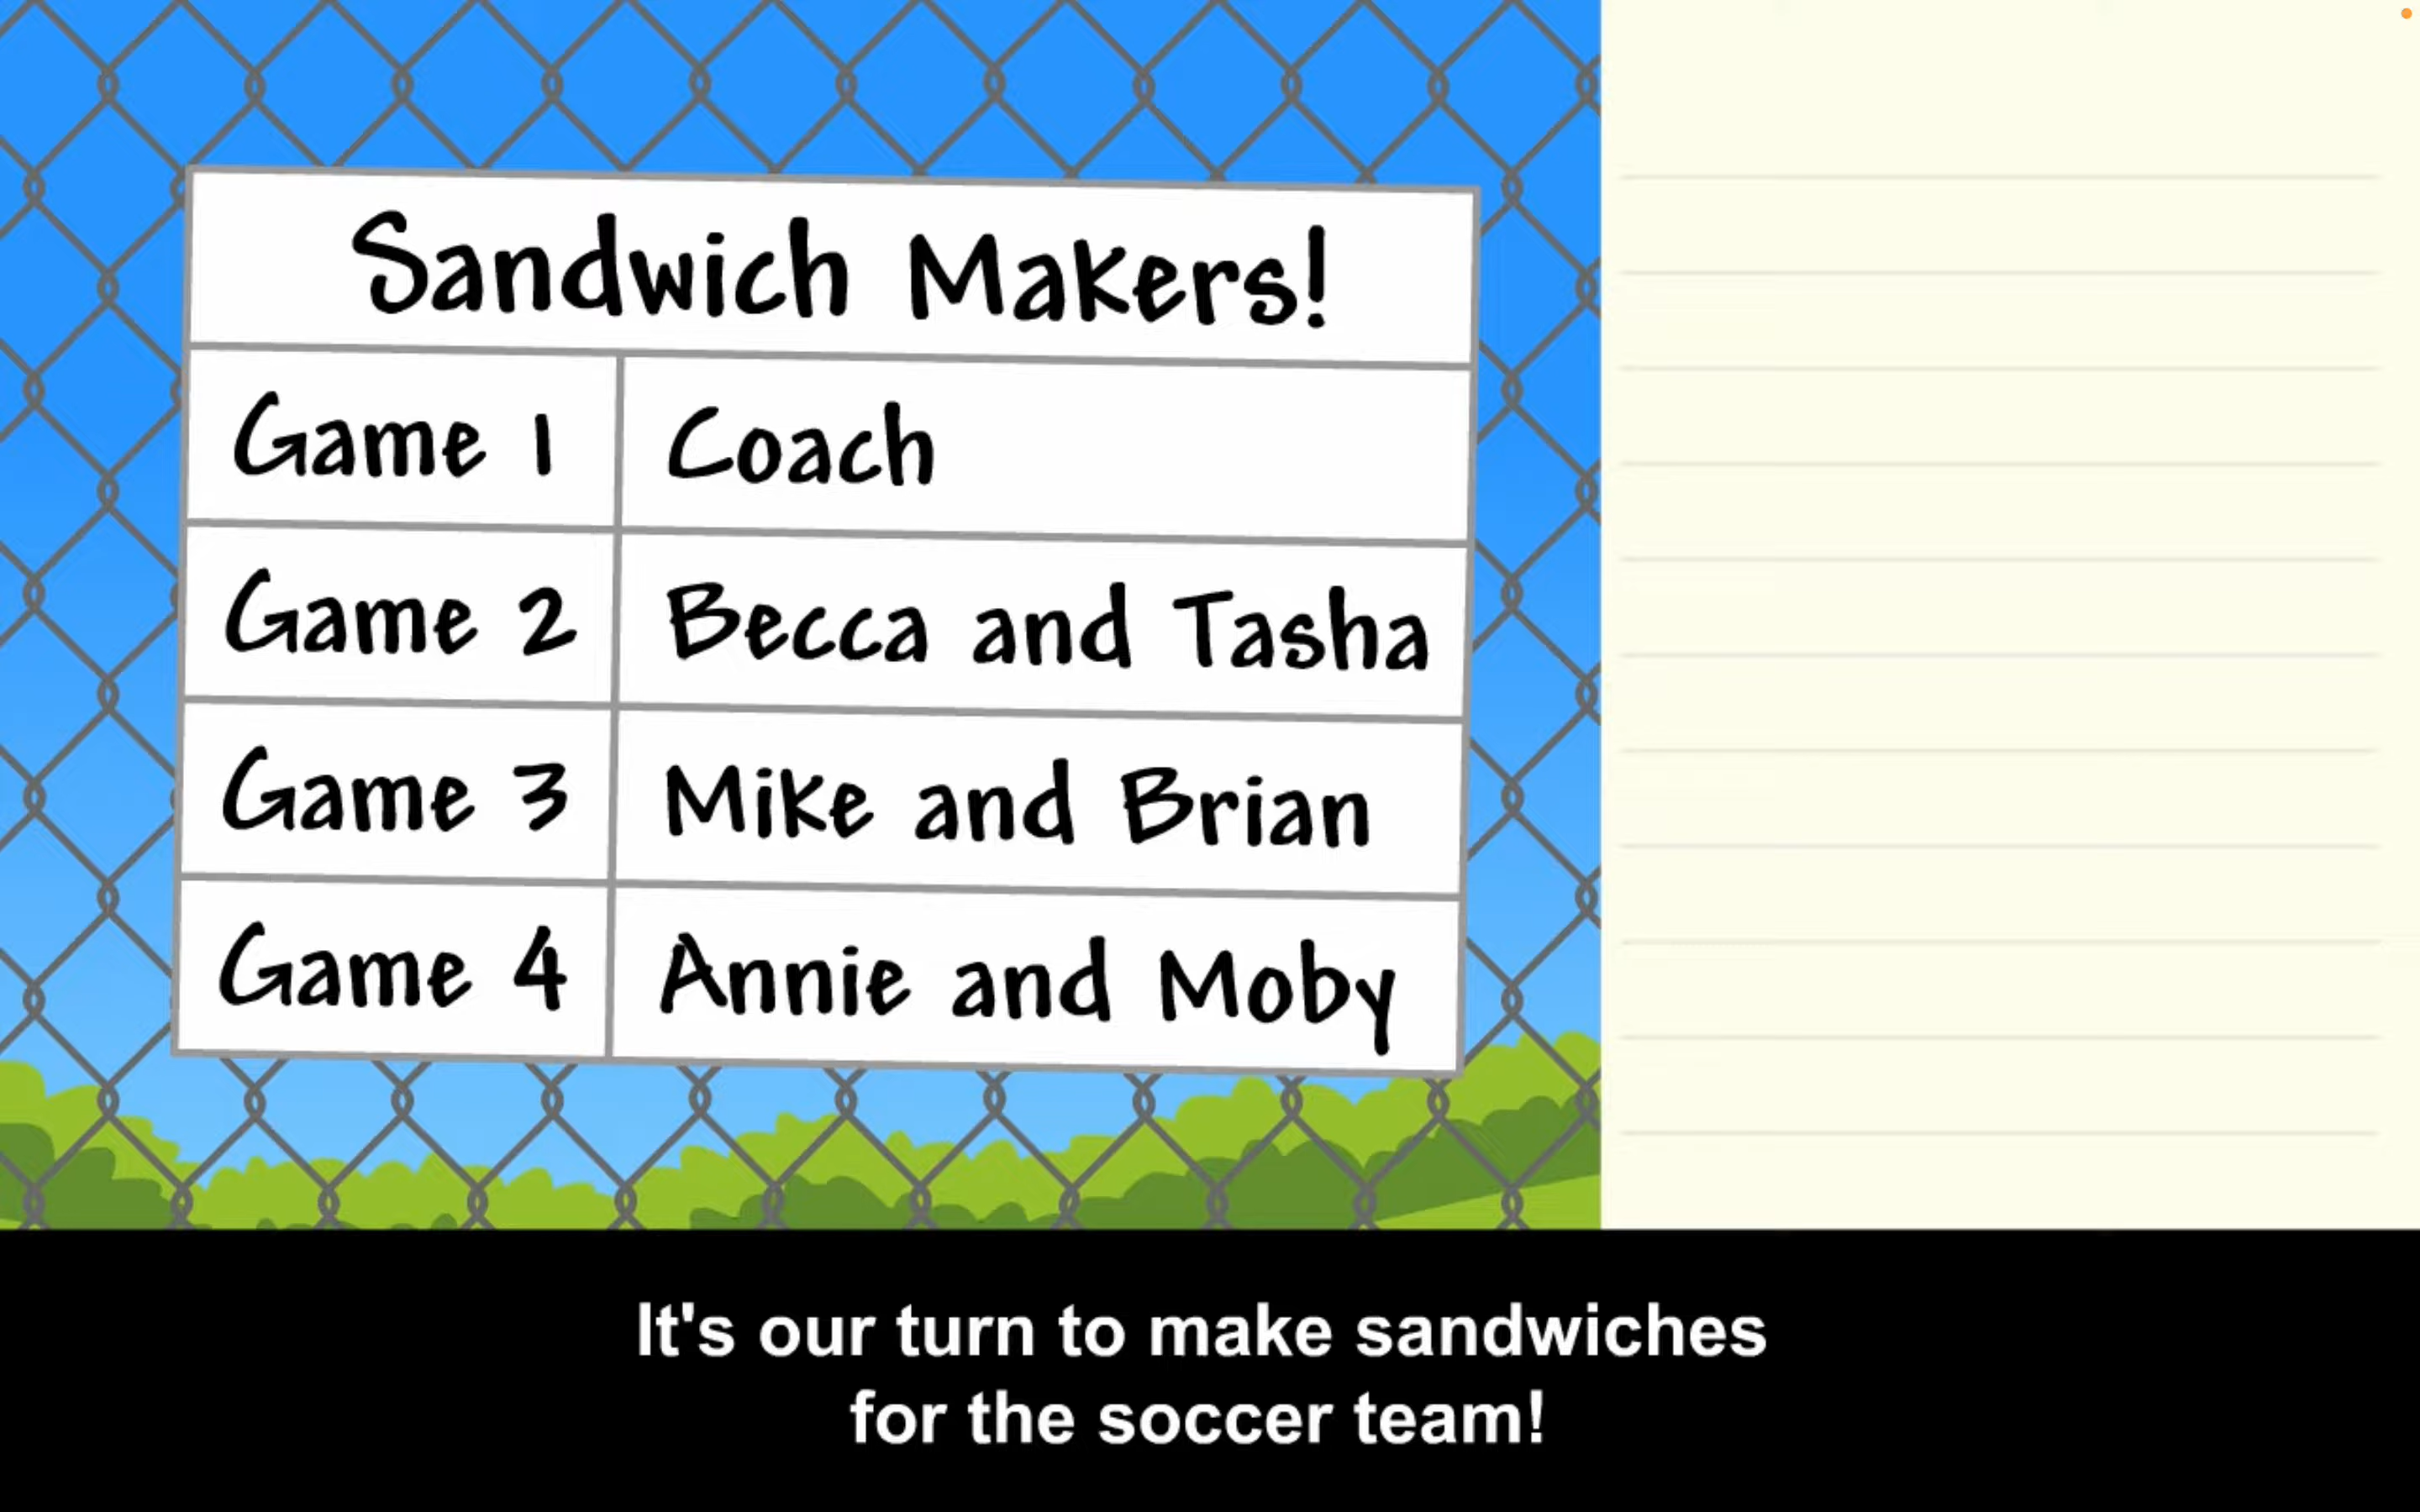 Sandwich Makers!
Game 1 Coach
Game 2 Becca and Tasha
Game 3 Mike and Brian
Game 4 Annie and Moby
It's our turn to make sandwiches
for the soccer team!